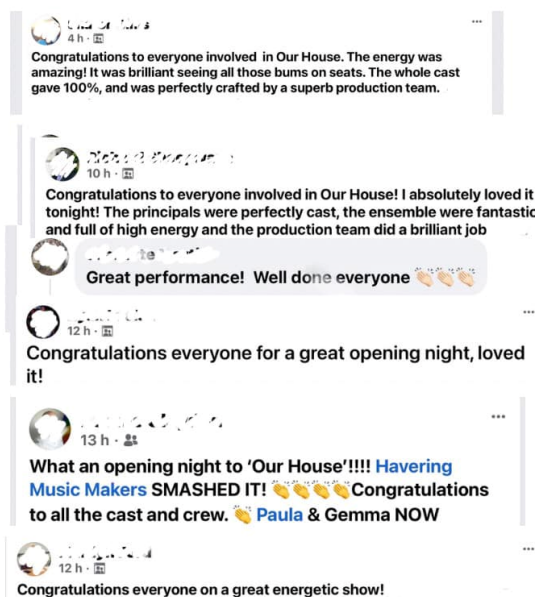 4 h
Congratulations to everyone involved in Our House. The energy was
amazing! It was brilliant seeing all those bums on seats. The whole cast
gave 100%, and was perfectly crafted by a superb production team.
10 h
Congratulations to everyone involved in Our House! I absolutely loved it
tonight! The principals were perfectly cast, the ensemble were fantastic
and full of high energy and the production team did a brilliant job
Great performance! Well done everyone 👏🏻👏🏻👏🏻
12 h
Congratulations everyone for a great opening night, loved
it!
13 h
What an opening night to ‘Our House’!!!! Havering
Music Makers SMASHED IT! 👏👏👏👏Congratulations
to all the cast and crew. 👏 Paula & Gemma NOW
12 h
Congratulations everyone on a great energetic show!